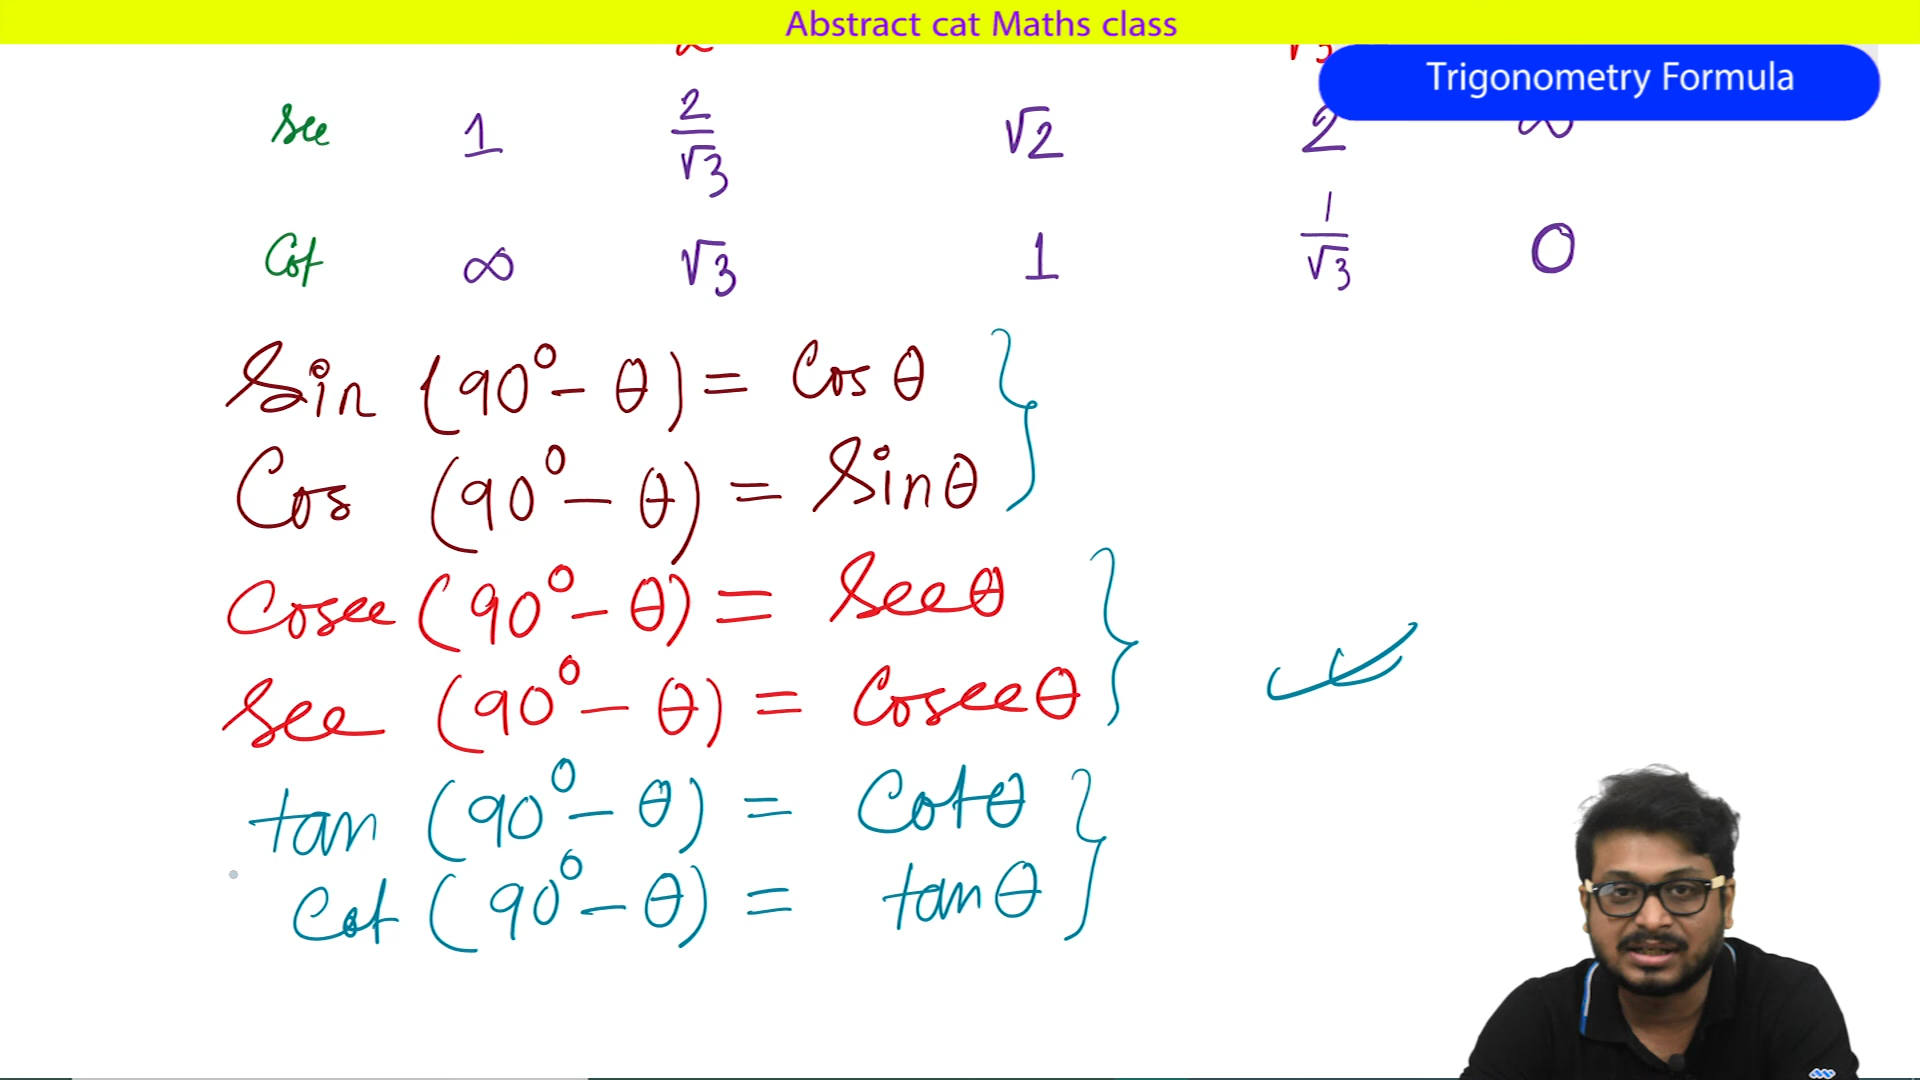 Abstract cat Maths class
Trigonometry Formula
Sec 1 2/√3 √2 2 ∞
Cot ∞ √3 1 1/√3 0
Sin (90° - θ) = Cos θ
Cos (90° - θ) = Sin θ
Cosec (90° - θ) = Sec θ
Sec (90° - θ) = Cosec θ
tan (90° - θ) = Cot θ
Cot (90° - θ) = tan θ